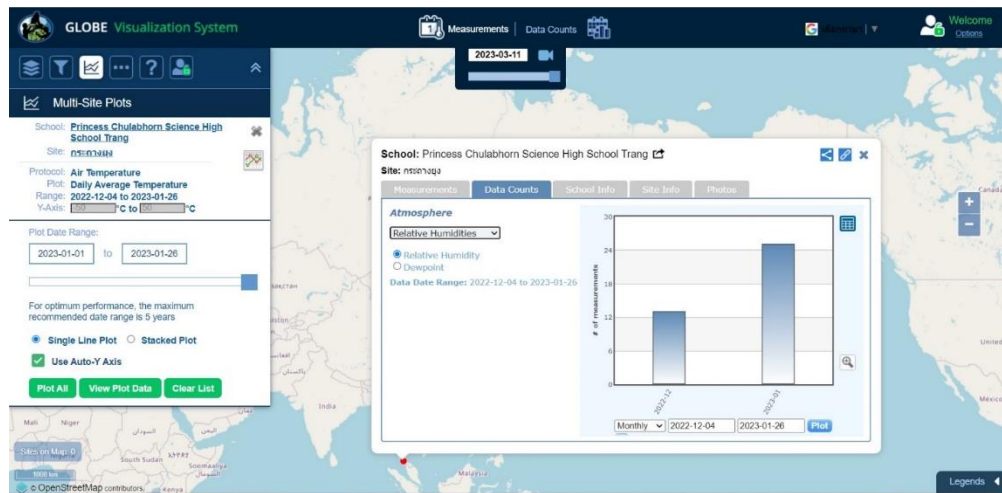 GLOBE Visualization System
Measurements | Data Counts
Welcome
Options
2023-03-11
Multi-Site Plots
School: Princess Chulabhorn Science High
School Trang
Site: กระถางยูง
Protocol: Air Temperature
Plot: Daily Average Temperature
Range: 2022-12-04 to 2023-01-26
Y-Axis: -50 °C to 50 °C
Plot Date Range:
2023-01-01 to 2023-01-26
For optimum performance, the maximum
recommended date range is 5 years
Single Line Plot Stacked Plot
Use Auto-Y Axis
Plot All View Plot Data Clear List
School: Princess Chulabhorn Science High School Trang
Site: กระถางยูง
Measurements Data Counts School Info Site Info Photos
Atmosphere
Relative Humidities
Relative Humidity
Dewpoint
Data Date Range: 2022-12-04 to 2023-01-26
# of measurements
30
24
18
12
6
0
2022-12
2023-01
Monthly 2022-12-04 2023-01-26 Plot
Canada
United
Mexico
India
Malaysia
Mali Niger
South Sudan
Soomaaliya
Kenya
Sites on Map: 0
1000 km
© OpenStreetMap contributors.
Legends